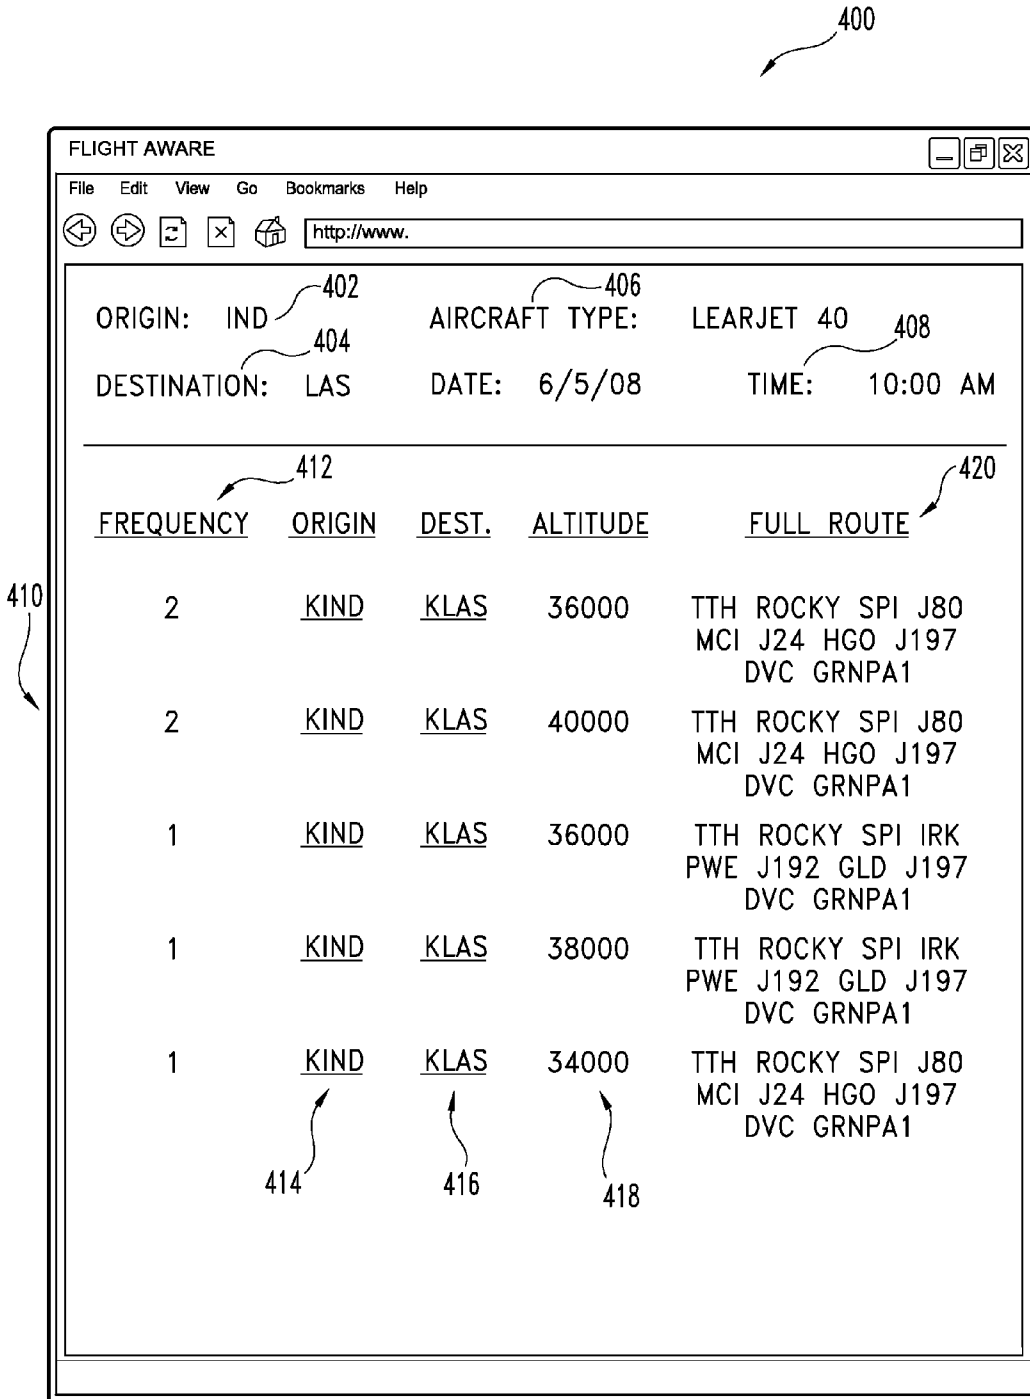 400
FLIGHT AWARE
File Edit View Go Bookmarks Help
http://www.
402 406
ORIGIN: IND AIRCRAFT TYPE: LEARJET 40
404 408
DESTINATION: LAS DATE: 6/5/08 TIME: 10:00 AM
412 420
FREQUENCY ORIGIN DEST. ALTITUDE FULL ROUTE
410
2 KIND KLAS 36000 TTH ROCKY SPI J80
MCI J24 HGO J197
DVC GRNPA1
2 KIND KLAS 40000 TTH ROCKY SPI J80
MCI J24 HGO J197
DVC GRNPA1
1 KIND KLAS 36000 TTH ROCKY SPI IRK
PWE J192 GLD J197
DVC GRNPA1
1 KIND KLAS 38000 TTH ROCKY SPI IRK
PWE J192 GLD J197
DVC GRNPA1
1 KIND KLAS 34000 TTH ROCKY SPI J80
MCI J24 HGO J197
DVC GRNPA1
414 416 418